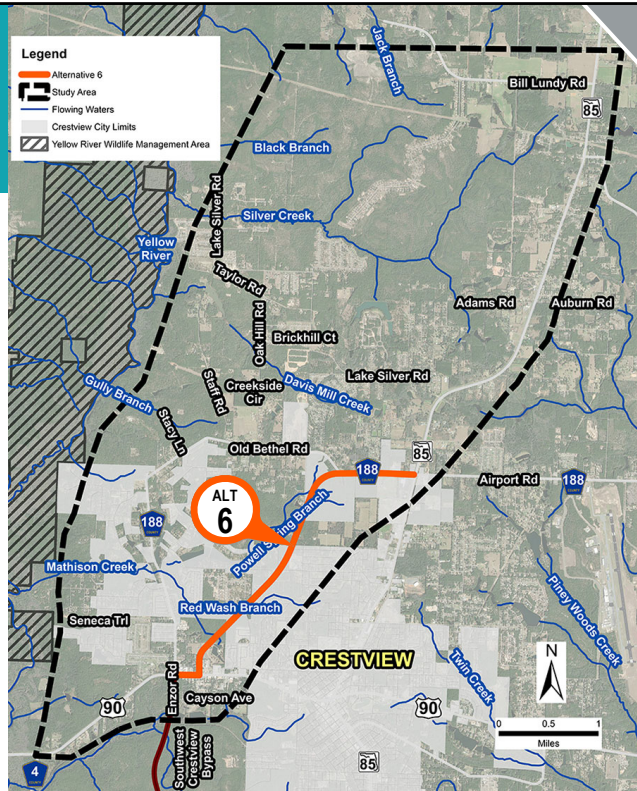 Legend
Alternative 6
Study Area
Flowing Waters
Crestview City Limits
Yellow River Wildlife Management Area
Jack Branch
Bill Lundy Rd
85
Black Branch
Lake Silver Rd
Silver Creek
Yellow
River
Taylor Rd
Adams Rd
Auburn Rd
Oak Hill Rd
Brickhill Ct
Gully Branch
Staff Rd
Creekside
Cir
Davis Mill Creek
Lake Silver Rd
Stacy Ln
Old Bethel Rd
85
188
COUNTY
Airport Rd
188
COUNTY
ALT
6
188
COUNTY
Powell Spring Branch
Mathison Creek
Red Wash Branch
Piney Woods Creek
Seneca Trl
CRESTVIEW
Twin Creek
N
Enzor Rd
Cayson Ave
90
90
0 0.5 1
Miles
Southwest
Crestview
Bypass
85
4
COUNTY